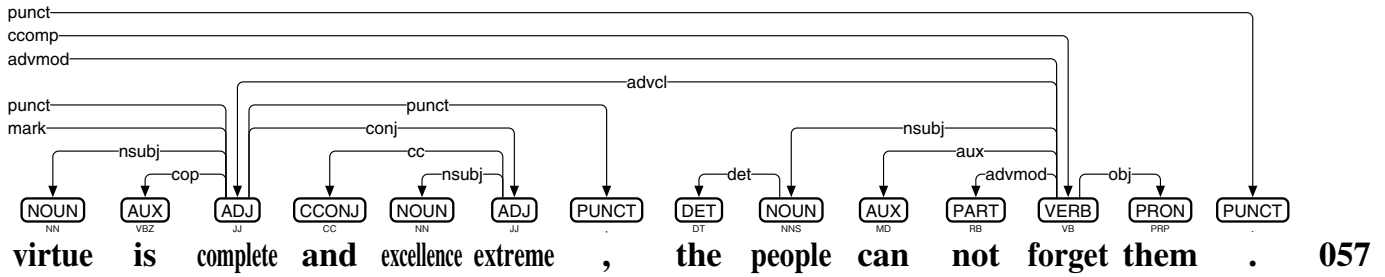 punct
ccomp
advmod
advcl
punct punct
mark conj nsubj
nsubj cc aux
cop nsubj det advmod obj
NOUN AUX ADJ CCONJ NOUN ADJ PUNCT DET NOUN AUX PART VERB PRON PUNCT
NN VBZ JJ CC NN JJ , DT NNS MD RB VB PRP .
virtue is complete and excellence extreme , the people can not forget them . 057